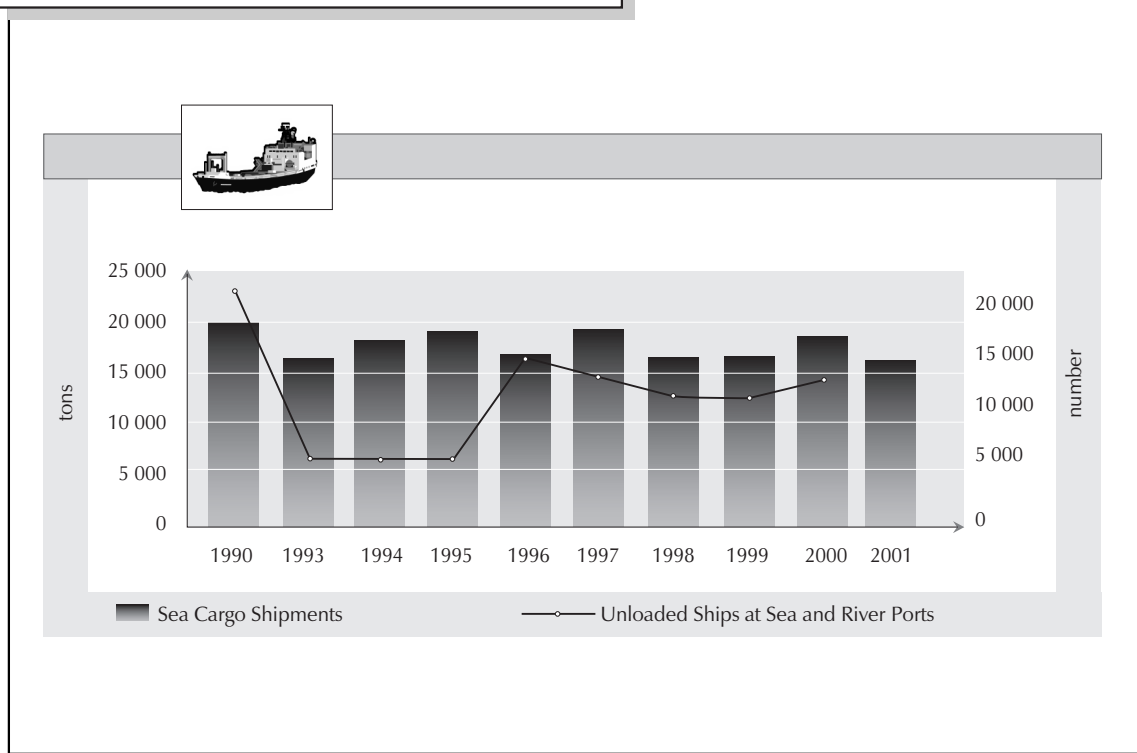 25 000
20 000
15 000
10 000
5 000
0
tons
20 000
15 000
10 000
5 000
0
number
1990 1993 1994 1995 1996 1997 1998 1999 2000 2001
Sea Cargo Shipments Unloaded Ships at Sea and River Ports